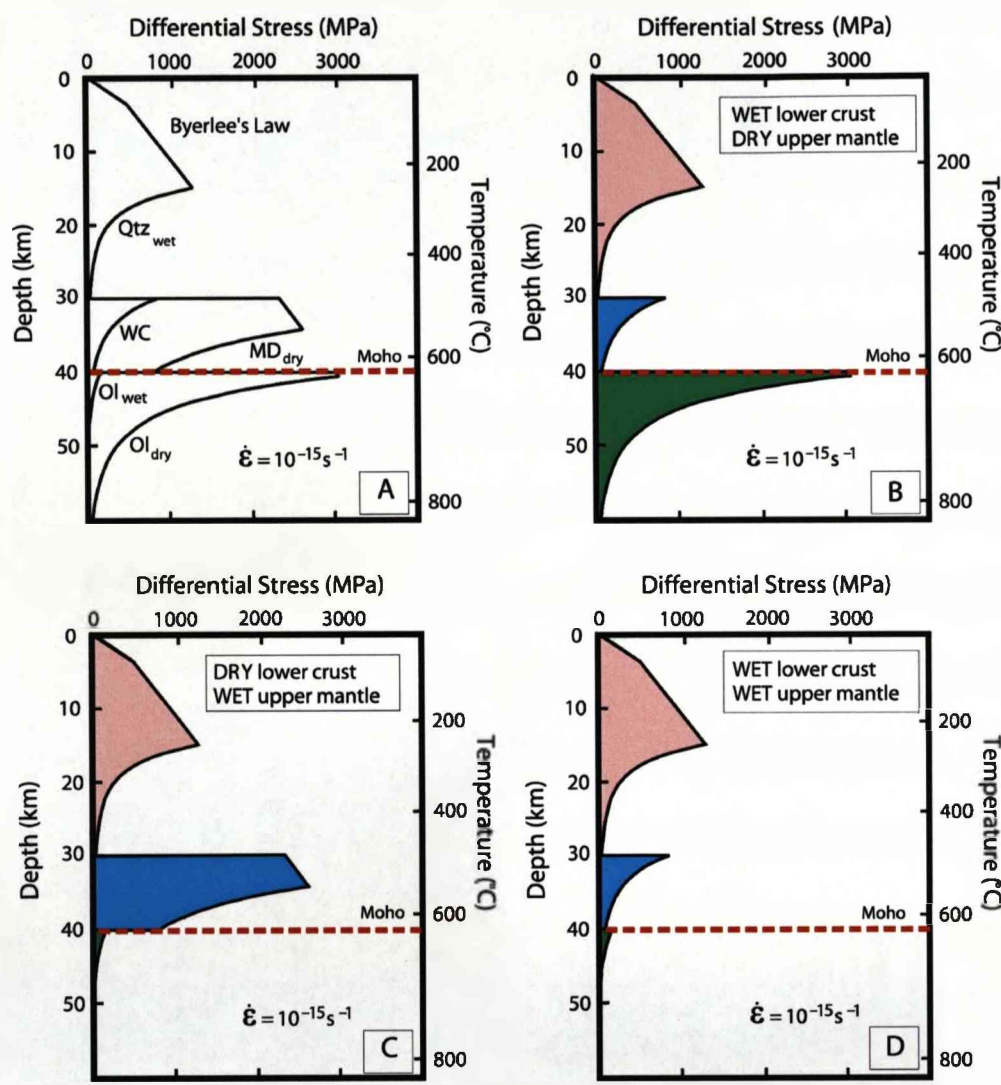 Differential Stress (MPa)
0 1000 2000 3000
0
10
20
30
40
50
Depth (km)
Byerlee's Law
Qtz wet
WC
MD dry
Moho
Ol wet
Ol dry
ε̇ = 10⁻¹⁵s⁻¹
A
200
400
600
800
Temperature (°C)
Differential Stress (MPa)
0 1000 2000 3000
0
10
20
30
40
50
Depth (km)
WET lower crust
DRY upper mantle
Moho
ε̇ = 10⁻¹⁵s⁻¹
B
200
400
600
800
Temperature (°C)
Differential Stress (MPa)
0 1000 2000 3000
0
10
20
30
40
50
Depth (km)
DRY lower crust
WET upper mantle
Moho
ε̇ = 10⁻¹⁵s⁻¹
C
200
400
600
800
Temperature (°C)
Differential Stress (MPa)
0 1000 2000 3000
0
10
20
30
40
50
Depth (km)
WET lower crust
WET upper mantle
Moho
ε̇ = 10⁻¹⁵s⁻¹
D
200
400
600
800
Temperature (°C)